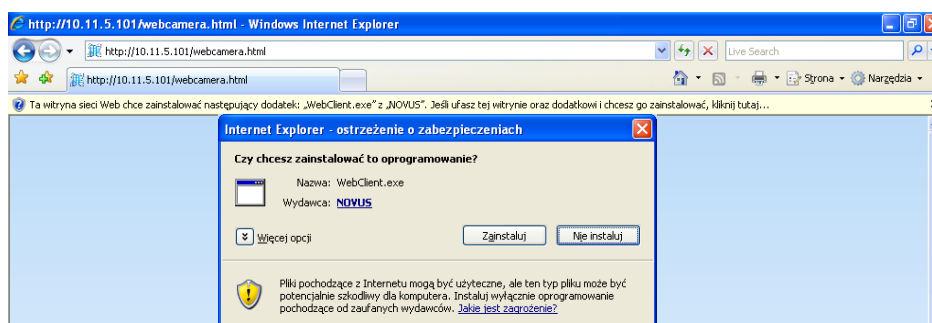 http://10.11.5.101/webcamera.html - Windows Internet Explorer
http://10.11.5.101/webcamera.html
Live Search
http://10.11.5.101/webcamera.html
Strona
Narzędzia
Ta witryna sieci Web chce zainstalować następujący dodatek: „WebClient.exe” z „NOVUS”. Jeśli ufasz tej witrynie oraz dodatkowi i chcesz go zainstalować, kliknij tutaj...
Internet Explorer - ostrzeżenie o zabezpieczeniach
Czy chcesz zainstalować to oprogramowanie?
Nazwa: WebClient.exe
Wydawca: NOVUS
Więcej opcji
Zainstaluj
Nie instaluj
Pliki pochodzące z Internetu mogą być użyteczne, ale ten typ pliku może być
potencjalnie szkodliwy dla komputera. Instaluj wyłącznie oprogramowanie
pochodzące od zaufanych wydawców. Jakie jest zagrożenie?